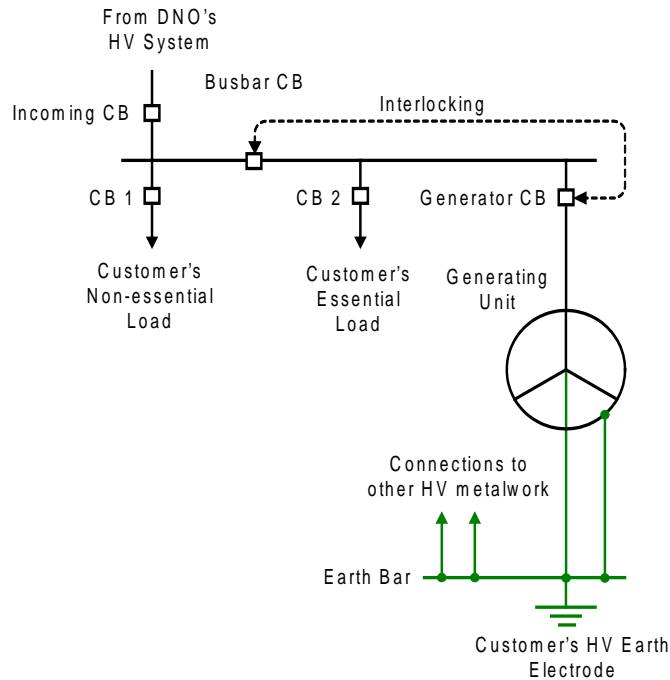 From DNO's
HV System
Busbar CB
Incoming CB
Interlocking
CB 1
CB 2
Generator CB
Customer's
Non-essential
Load
Customer's
Essential
Load
Generating
Unit
Connections to
other HV metalwork
Earth Bar
Customer's HV Earth
Electrode